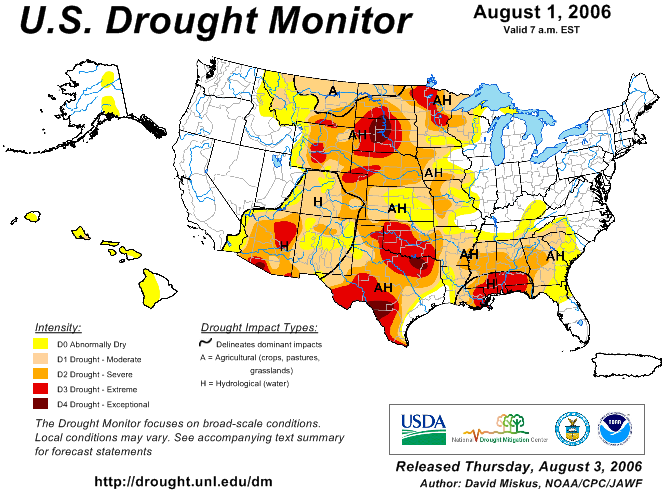 U.S. Drought Monitor
August 1, 2006
Valid 7 a.m. EST
A
AH
AH
AH
H
AH
H
AH
AH
H
AH
Intensity:
D0 Abnormally Dry
D1 Drought - Moderate
D2 Drought - Severe
D3 Drought - Extreme
D4 Drought - Exceptional
Drought Impact Types:
Delineates dominant impacts
A = Agricultural (crops, pastures,
grasslands)
H = Hydrological (water)
The Drought Monitor focuses on broad-scale conditions.
Local conditions may vary. See accompanying text summary
for forecast statements
http://drought.unl.edu/dm
USDA
National Drought Mitigation Center
NOAA
Released Thursday, August 3, 2006
Author: David Miskus, NOAA/CPC/JAWF